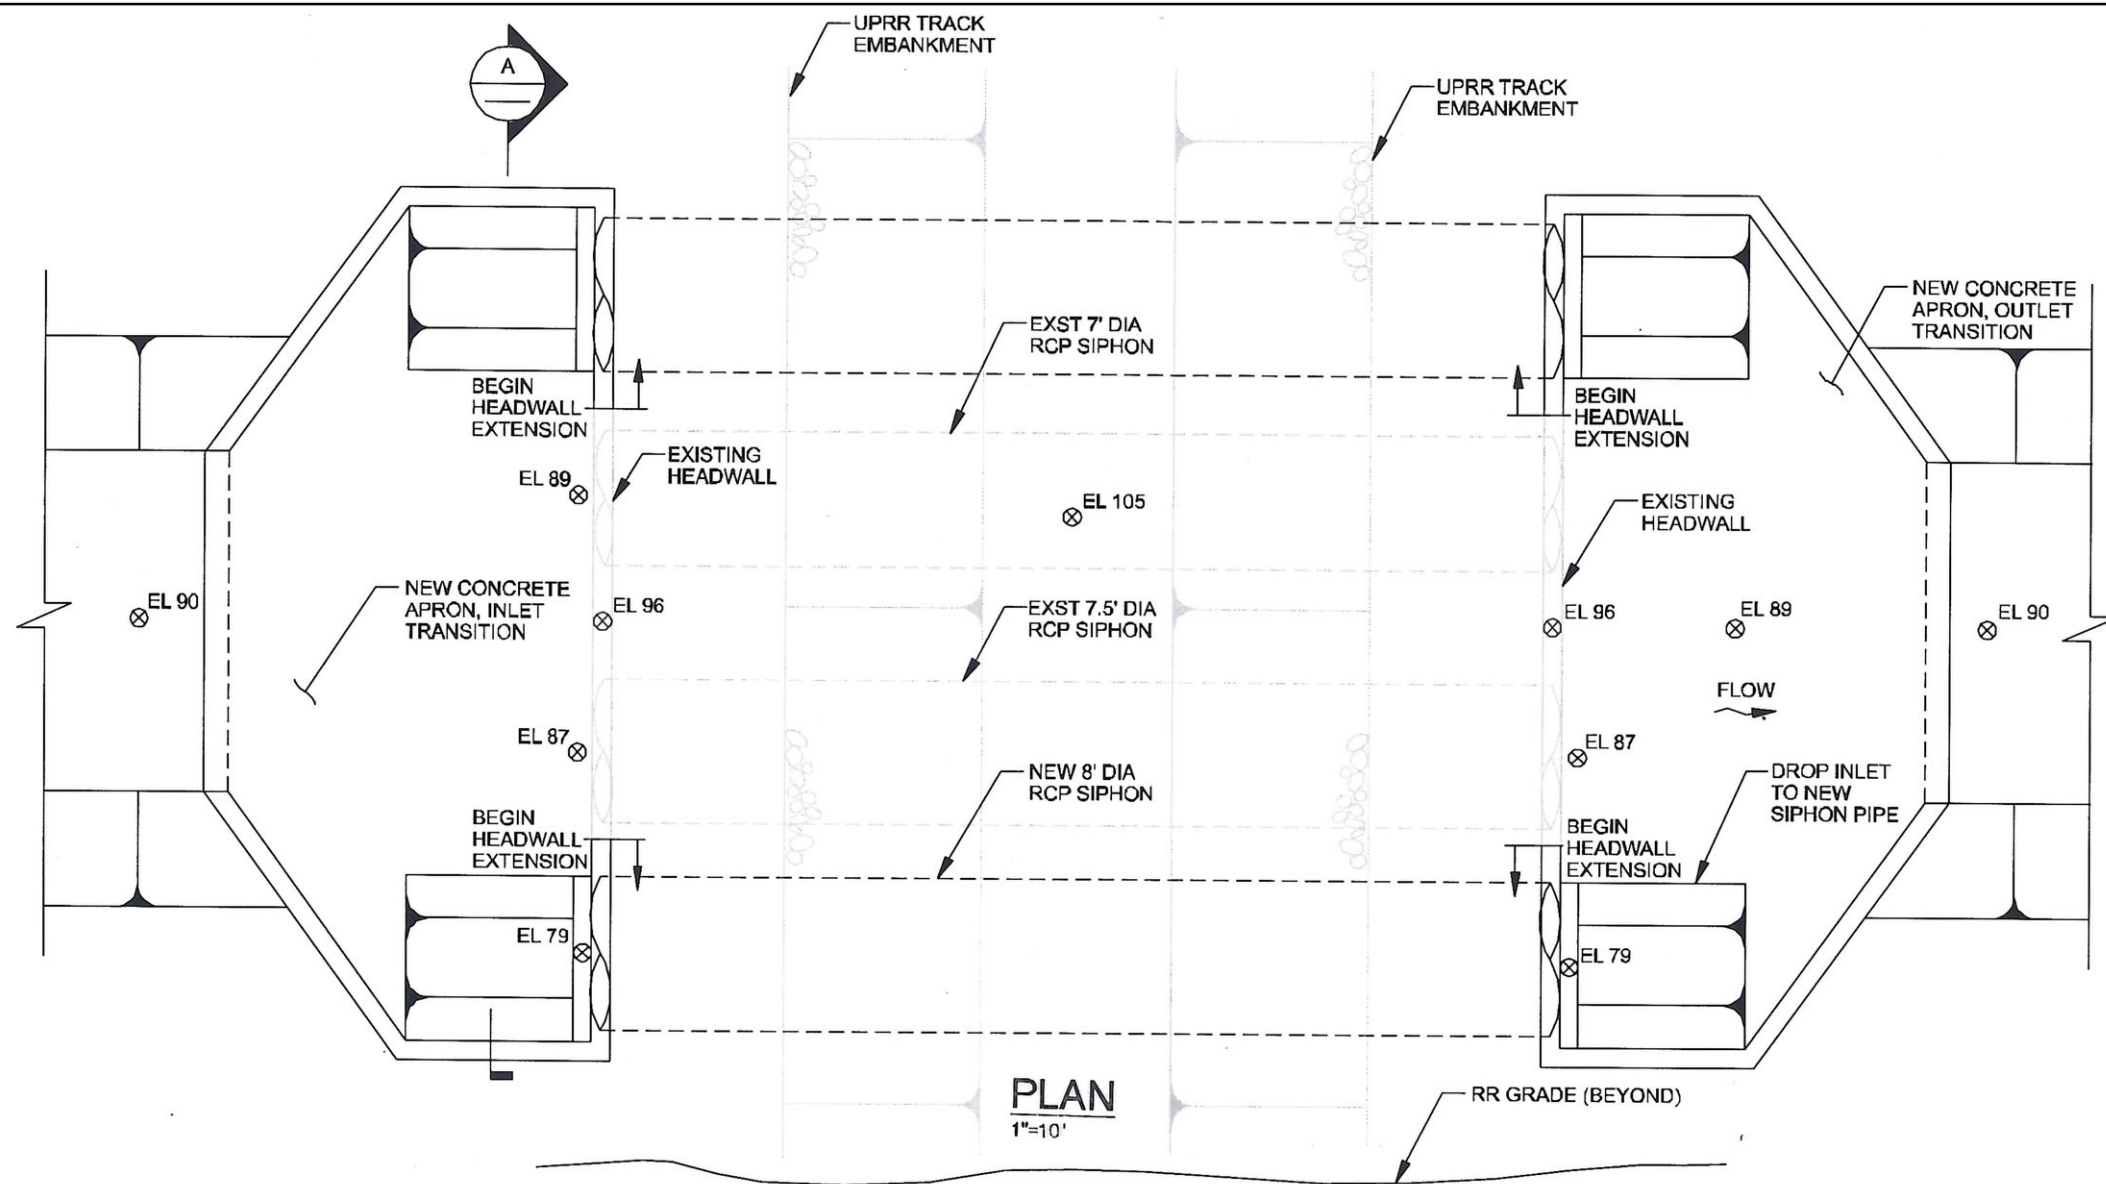 UPRR TRACK
EMBANKMENT
A
UPRR TRACK
EMBANKMENT
NEW CONCRETE
APRON, OUTLET
TRANSITION
EXST 7' DIA
RCP SIPHON
BEGIN
HEADWALL
EXTENSION
BEGIN
HEADWALL
EXTENSION
EXISTING
HEADWALL
EL 89
EL 105
EXISTING
HEADWALL
NEW CONCRETE
APRON, INLET
TRANSITION
EL 90
EL 96
EXST 7.5' DIA
RCP SIPHON
EL 96
EL 89
EL 90
FLOW
EL 87
EL 87
NEW 8' DIA
RCP SIPHON
DROP INLET
TO NEW
SIPHON PIPE
BEGIN
HEADWALL
EXTENSION
BEGIN
HEADWALL
EXTENSION
EL 79
EL 79
PLAN
1"=10'
RR GRADE (BEYOND)